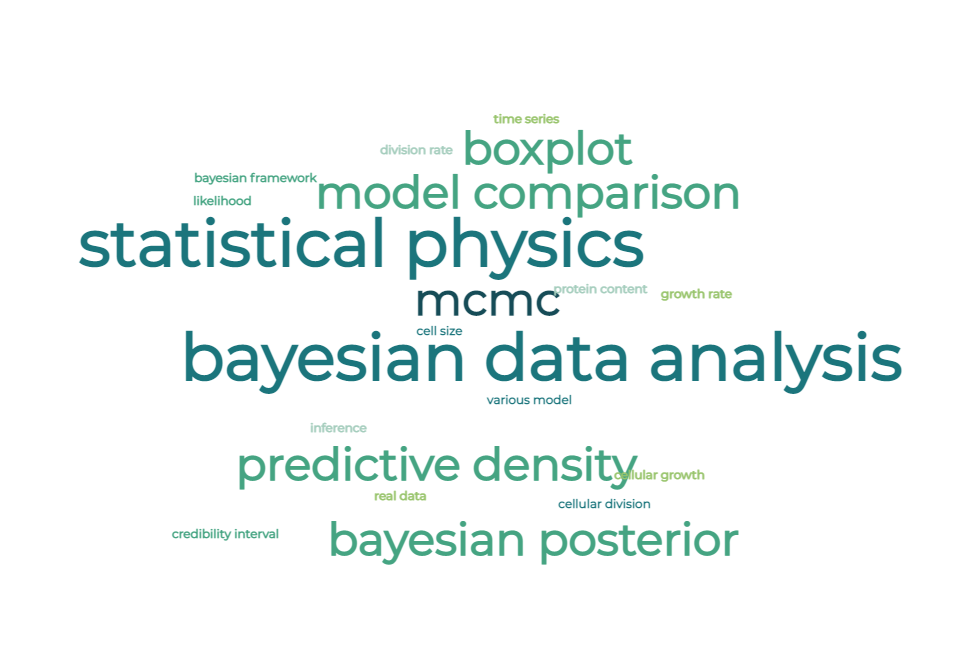 time series
boxplot
division rate
bayesian framework
model comparison
likelihood
statistical physics
protein content
growth rate
mcmc
cell size
bayesian data analysis
various model
inference
predictive density
cellular growth
real data
cellular division
credibility interval
bayesian posterior